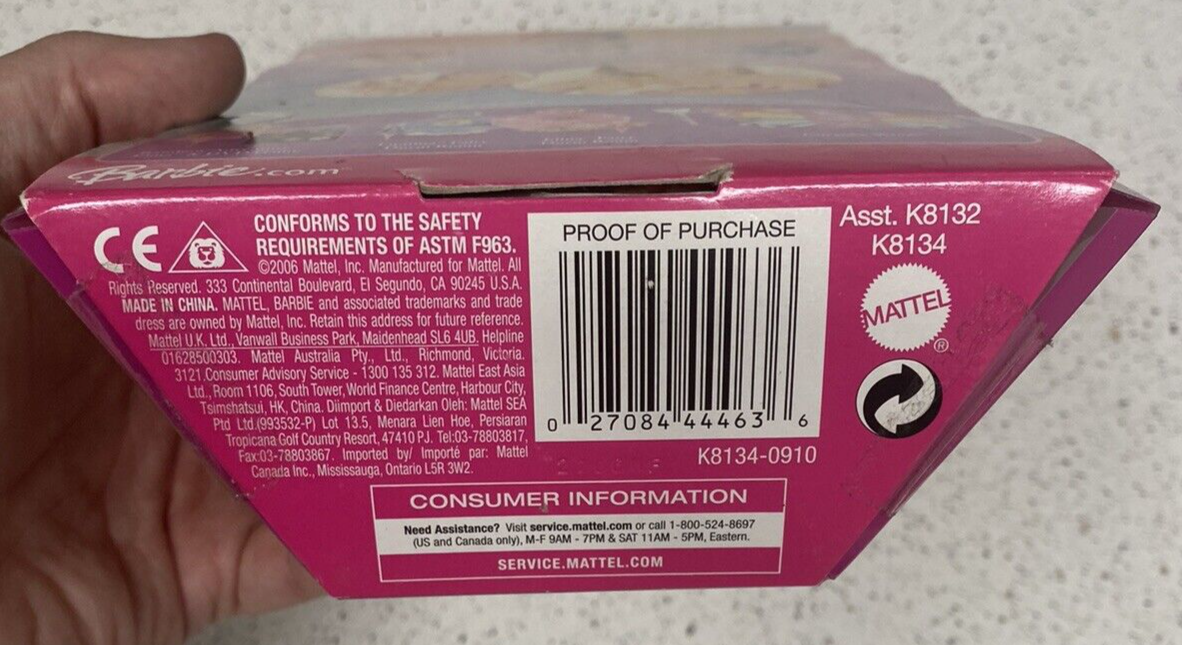 Barbie.com
CE
CONFORMS TO THE SAFETY
REQUIREMENTS OF ASTM F963.
©2006 Mattel, Inc. Manufactured for Mattel. All
Rights Reserved. 333 Continental Boulevard, El Segundo, CA 90245 U.S.A.
MADE IN CHINA. MATTEL, BARBIE and associated trademarks and trade
dress are owned by Mattel, Inc. Retain this address for future reference.
Mattel U.K. Ltd., Vanwall Business Park, Maidenhead SL6 4UB. Helpline
01628500303. Mattel Australia Pty., Ltd., Richmond, Victoria.
3121.Consumer Advisory Service - 1300 135 312. Mattel East Asia
Ltd., Room 1106, South Tower, World Finance Centre, Harbour City,
Tsimshatsui, HK, China. Diimport & Diedarkan Oleh: Mattel SEA
Ptd Ltd.(993532-P) Lot 13.5, Menara Lien Hoe, Persiaran
Tropicana Golf Country Resort, 47410 PJ. Tel:03-78803817,
Fax:03-78803867. Imported by/ Importé par: Mattel
Canada Inc., Mississauga, Ontario L5R 3W2.
PROOF OF PURCHASE
0 27084 44463 6
K8134-0910
Asst. K8132
K8134
MATTEL
®
CONSUMER INFORMATION
Need Assistance? Visit service.mattel.com or call 1-800-524-8697
(US and Canada only), M-F 9AM - 7PM & SAT 11AM - 5PM, Eastern.
SERVICE.MATTEL.COM